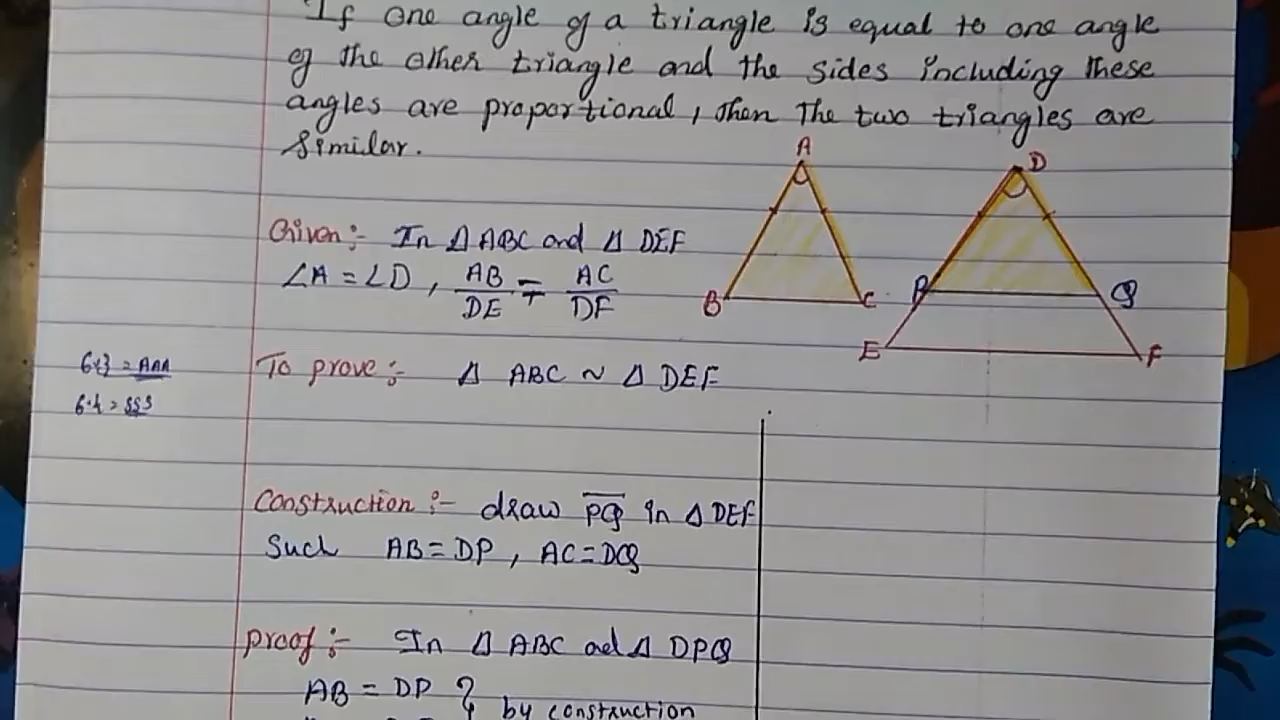 If one angle of a triangle is equal to one angle
of the other triangle and the sides including these
angles are proportional, then the two triangles are
Similar.
A
D
B
C
P
Q
E
F
Given:- In Δ ABC and Δ DEF
∠A = ∠D, AB/DE = AC/DF
6.3 = AAA
6.4 = SSS
To prove:- Δ ABC ~ Δ DEF
Construction:- draw PQ in Δ DEF
Such AB = DP, AC = DQ
proof:- In Δ ABC ad Δ DPQ
AB = DP
by construction